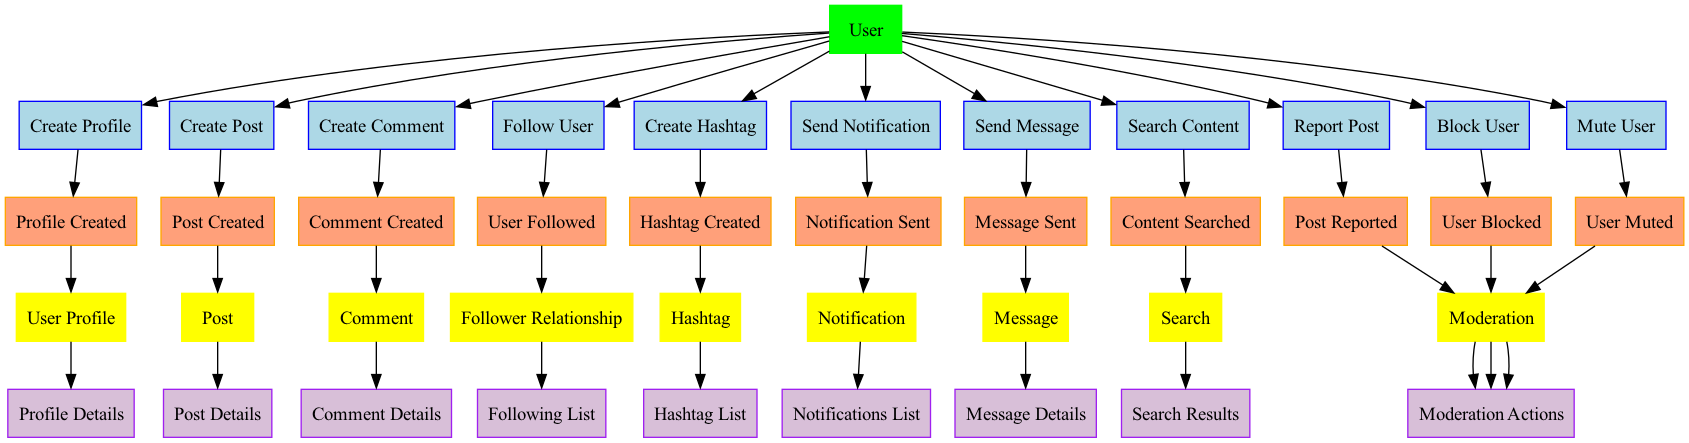 User
Create Profile
Create Post
Create Comment
Follow User
Create Hashtag
Send Notification
Send Message
Search Content
Report Post
Block User
Mute User
Profile Created
Post Created
Comment Created
User Followed
Hashtag Created
Notification Sent
Message Sent
Content Searched
Post Reported
User Blocked
User Muted
User Profile
Post
Comment
Follower Relationship
Hashtag
Notification
Message
Search
Moderation
Profile Details
Post Details
Comment Details
Following List
Hashtag List
Notifications List
Message Details
Search Results
Moderation Actions